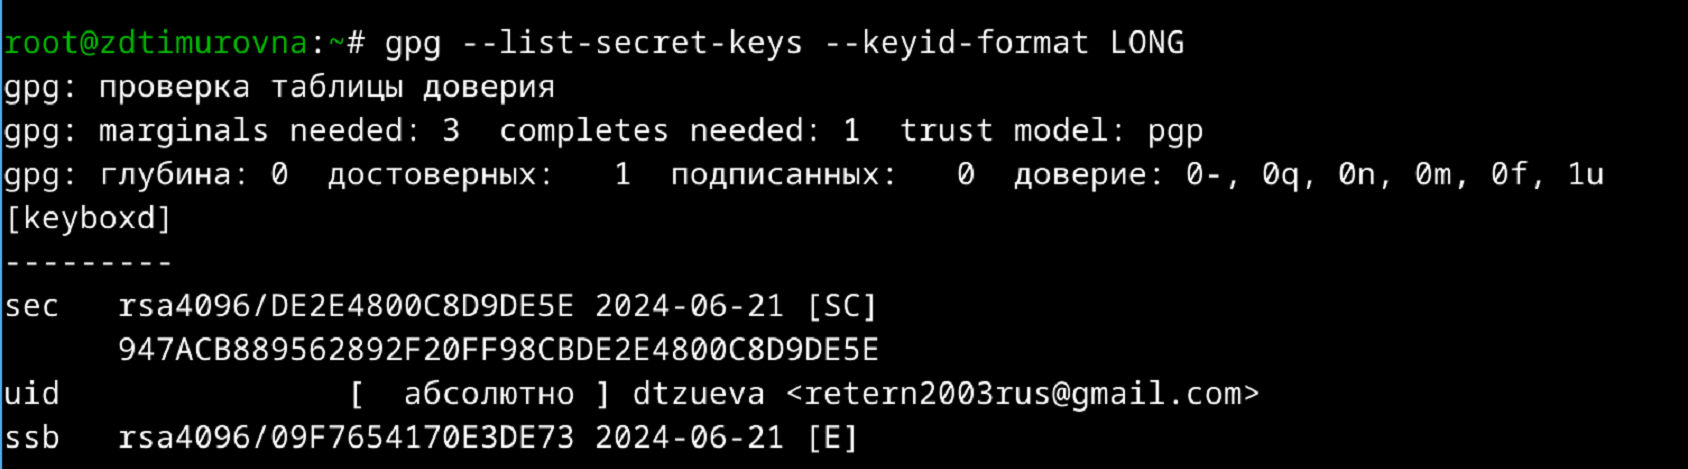 root@zdtimurovna:~# gpg --list-secret-keys --keyid-format LONG
gpg: проверка таблицы доверия
gpg: marginals needed: 3  completes needed: 1  trust model: pgp
gpg: глубина: 0  достоверных:   1  подписанных:   0  доверие: 0-, 0q, 0n, 0m, 0f, 1u
[keyboxd]
---------
sec   rsa4096/DE2E4800C8D9DE5E 2024-06-21 [SC]
      947ACB889562892F20FF98CBDE2E4800C8D9DE5E
uid               [  абсолютно ] dtzueva <retern2003rus@gmail.com>
ssb   rsa4096/09F7654170E3DE73 2024-06-21 [E]